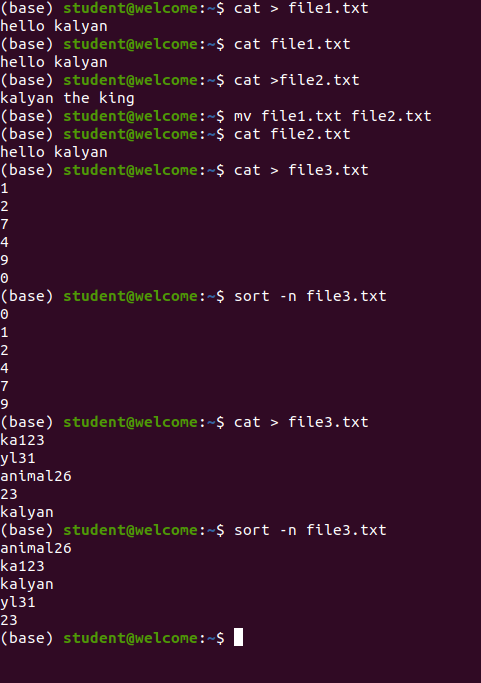 (base) student@welcome:~$ cat > file1.txt
hello kalyan
(base) student@welcome:~$ cat file1.txt
hello kalyan
(base) student@welcome:~$ cat >file2.txt
kalyan the king
(base) student@welcome:~$ mv file1.txt file2.txt
(base) student@welcome:~$ cat file2.txt
hello kalyan
(base) student@welcome:~$ cat > file3.txt
1
2
7
4
9
0
(base) student@welcome:~$ sort -n file3.txt
0
1
2
4
7
9
(base) student@welcome:~$ cat > file3.txt
ka123
yl31
animal26
23
kalyan
(base) student@welcome:~$ sort -n file3.txt
animal26
ka123
kalyan
yl31
23
(base) student@welcome:~$